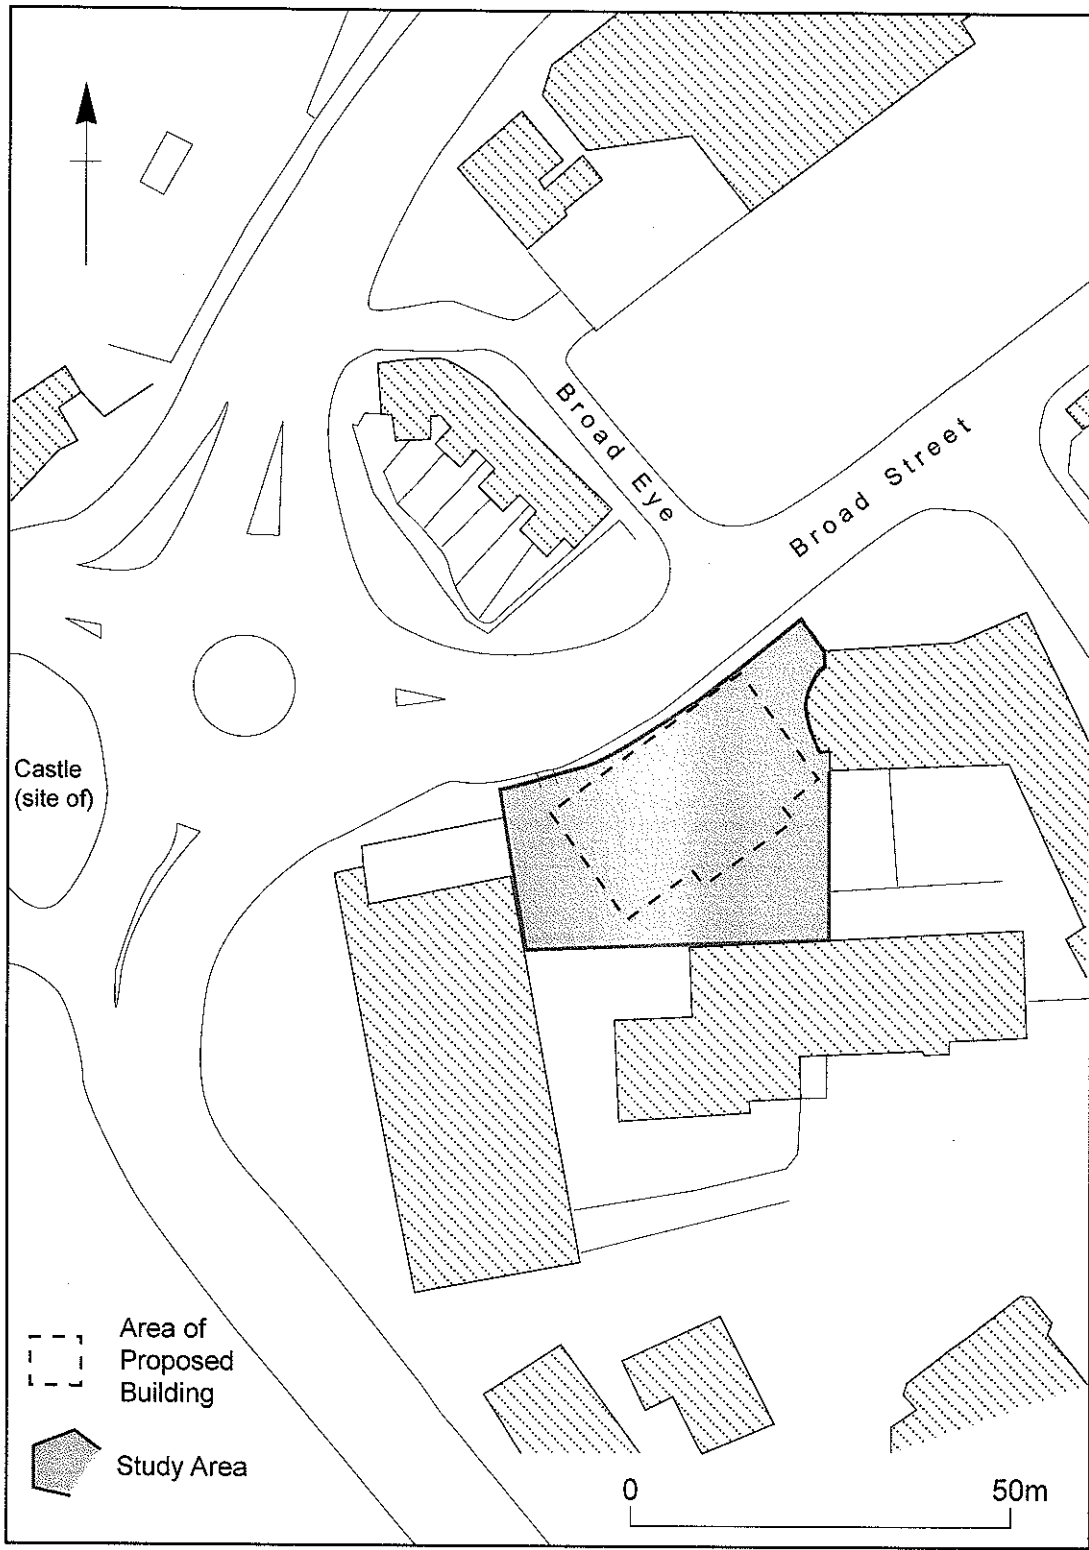 Broad Eye
Broad Street
Castle
(site of)
Area of
Proposed
Building
Study Area
0 50m